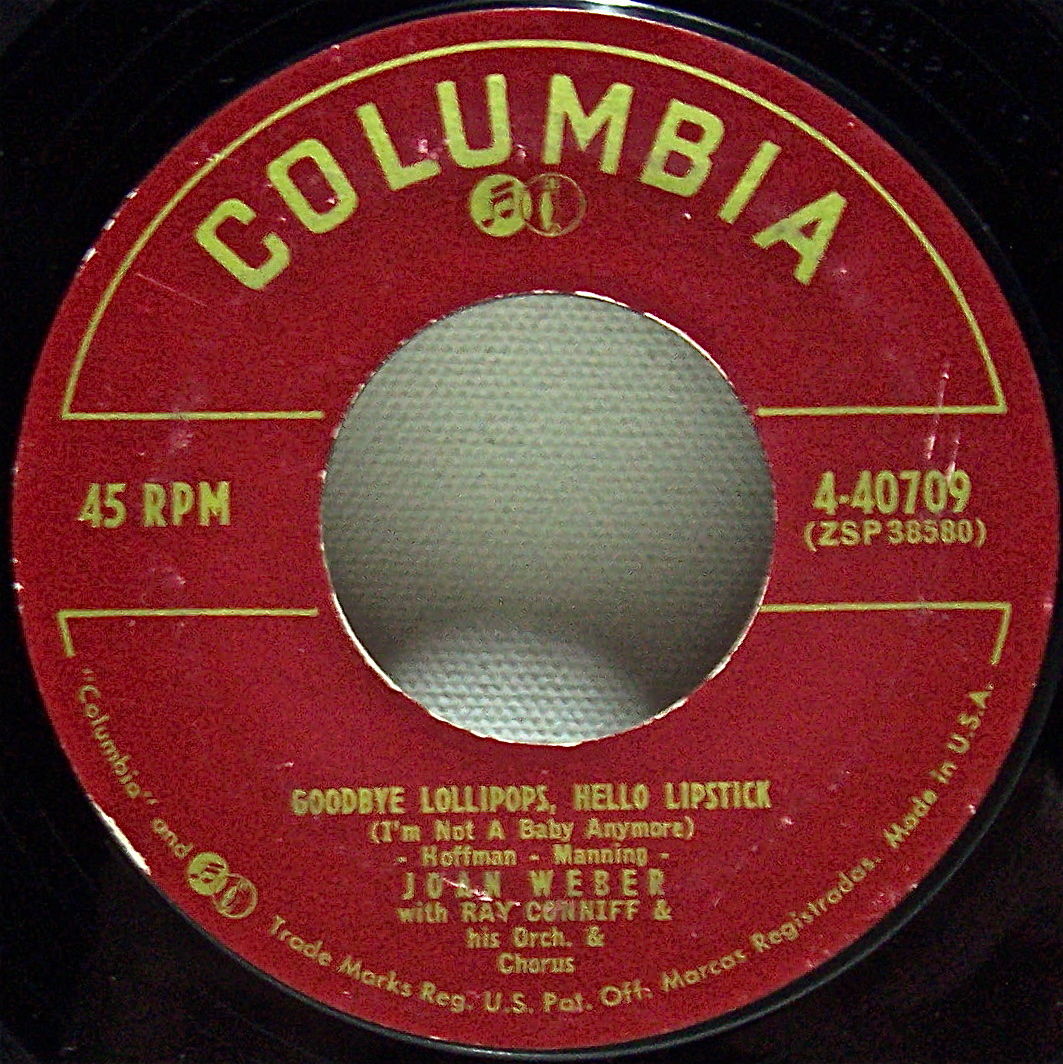 COLUMBIA
45 RPM
4-40709
(ZSP 38580)
GOODBYE LOLLIPOPS, HELLO LIPSTICK
(I'm Not A Baby Anymore)
- Hoffman - Manning -
JOAN WEBER
with RAY CONNIFF &
his Orch. &
Chorus
"Columbia" and Trade Marks Reg. U.S. Pat. Off. Marcas Registradas. Made in U.S.A.